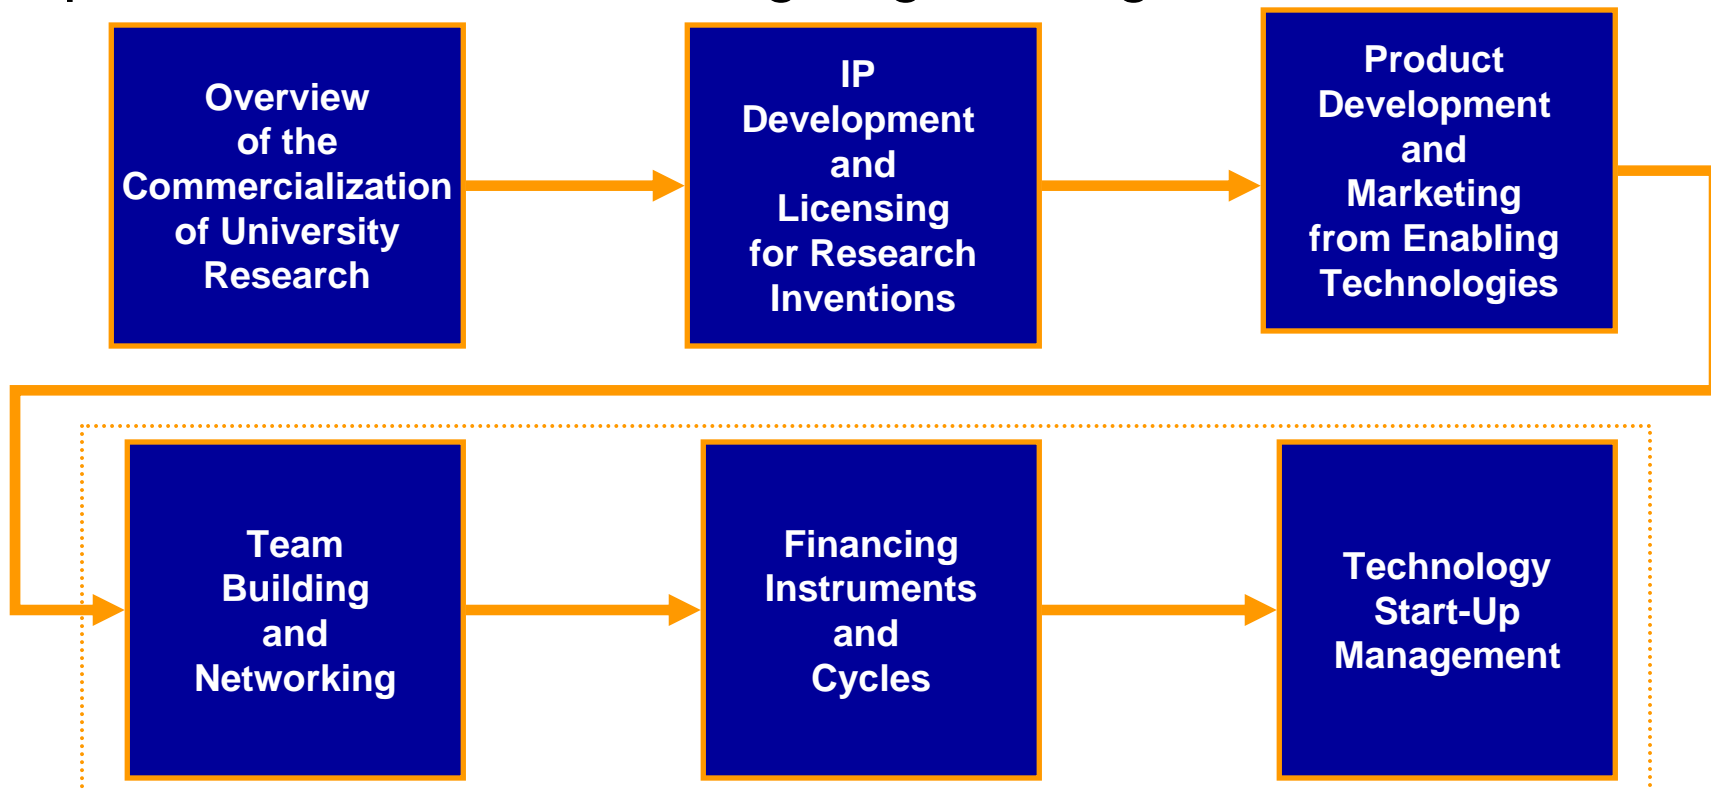 Overview
of the
Commercialization
of University
Research
IP
Development
and
Licensing
for Research
Inventions
Product
Development
and
Marketing
from Enabling
Technologies
Team
Building
and
Networking
Financing
Instruments
and
Cycles
Technology
Start-Up
Management